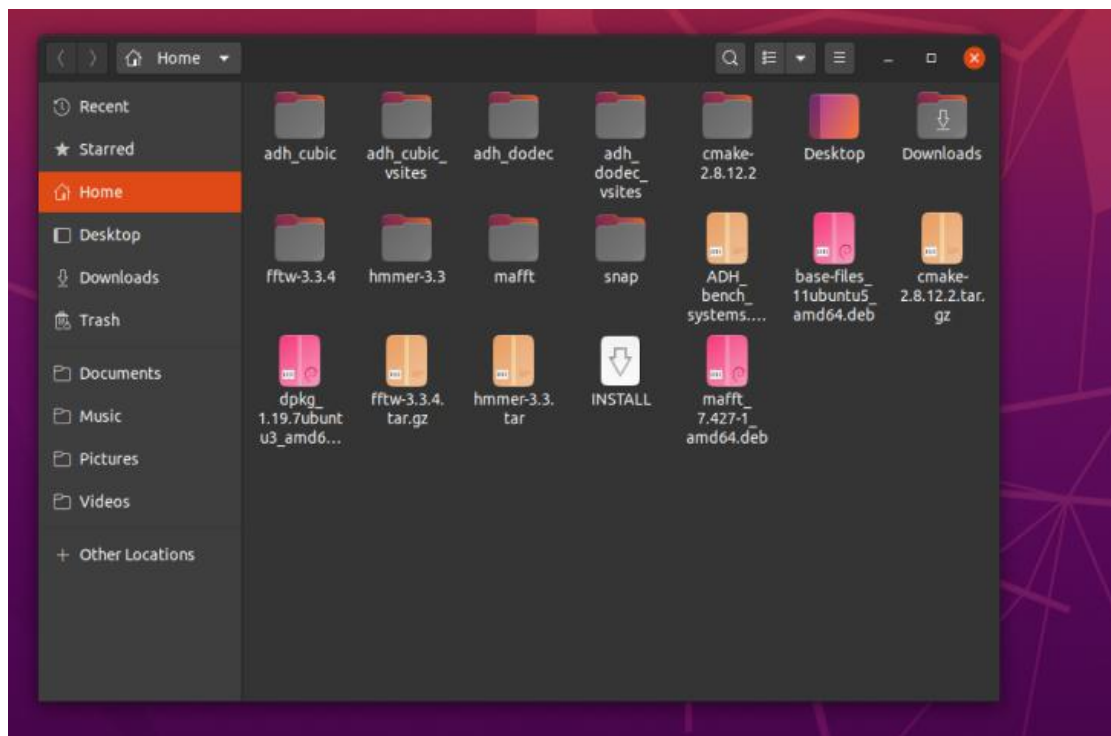 Home
Recent
Starred
Home
Desktop
Downloads
Trash
Documents
Music
Pictures
Videos
+ Other Locations
adh_cubic
adh_cubic_
vsites
adh_dodec
adh_
dodec_
vsites
cmake-
2.8.12.2
Desktop
Downloads
fftw-3.3.4
hmmer-3.3
mafft
snap
ADH_
bench_
systems....
base-files_
11ubuntu5_
amd64.deb
cmake-
2.8.12.2.tar.
gz
dpkg_
1.19.7ubunt
u3_amd6...
fftw-3.3.4.
tar.gz
hmmer-3.3.
tar
INSTALL
mafft_
7.427-1_
amd64.deb